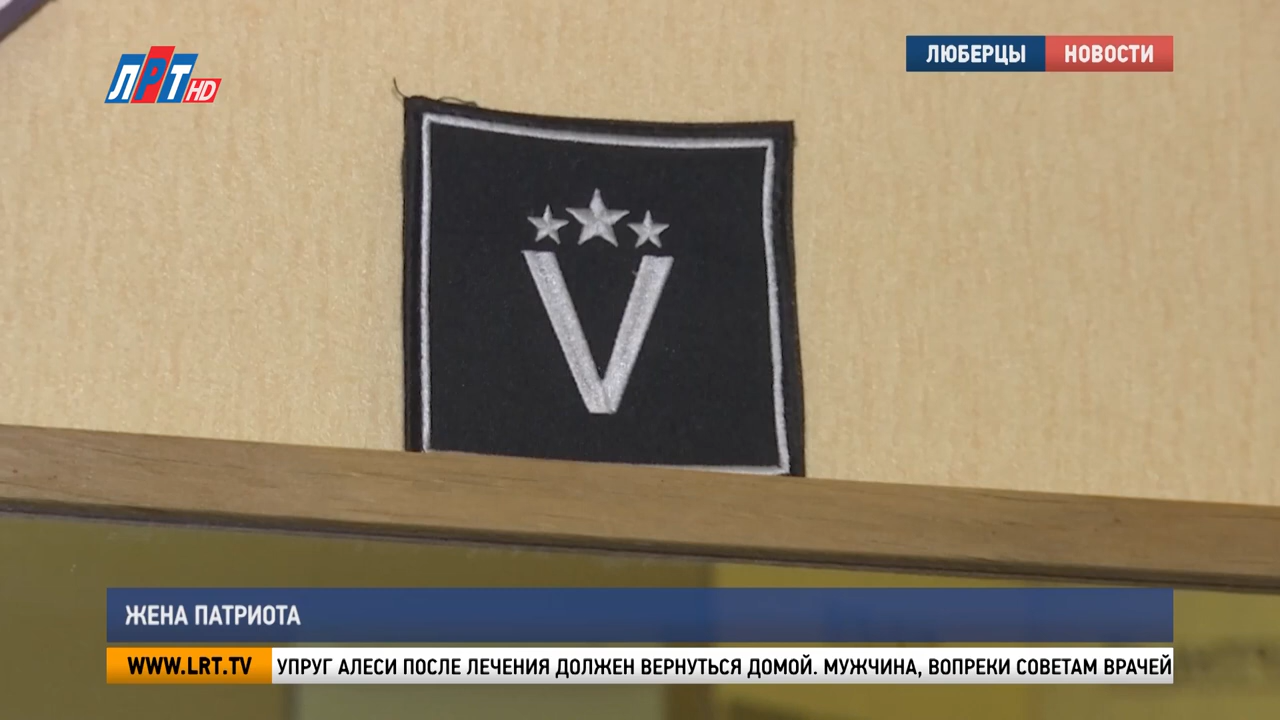 ЛРТ HD
ЛЮБЕРЦЫ НОВОСТИ
V
ЖЕНА ПАТРИОТА
WWW.LRT.TV УПРУГ АЛЕСИ ПОСЛЕ ЛЕЧЕНИЯ ДОЛЖЕН ВЕРНУТЬСЯ ДОМОЙ. МУЖЧИНА, ВОПРЕКИ СОВЕТАМ ВРАЧЕЙ